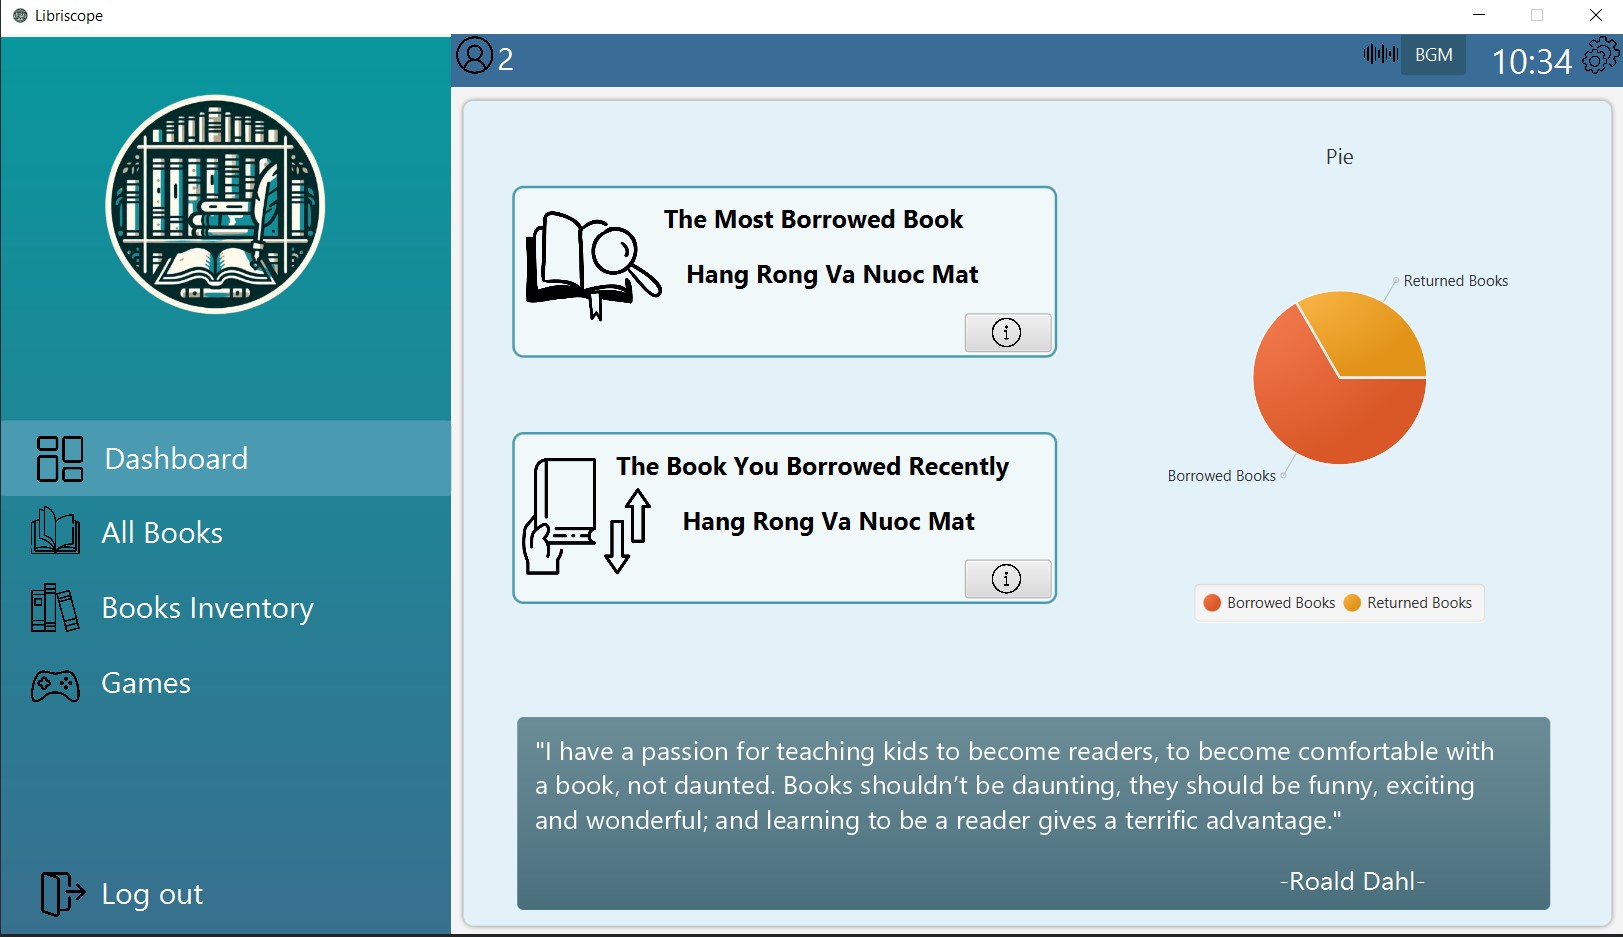 Libriscope
2
BGM
10:34
Dashboard
All Books
Books Inventory
Games
Log out
The Most Borrowed Book
Hang Rong Va Nuoc Mat
The Book You Borrowed Recently
Hang Rong Va Nuoc Mat
Pie
Returned Books
Borrowed Books
Borrowed Books Returned Books
"I have a passion for teaching kids to become readers, to become comfortable with
a book, not daunted. Books shouldn’t be daunting, they should be funny, exciting
and wonderful; and learning to be a reader gives a terrific advantage."
-Roald Dahl-